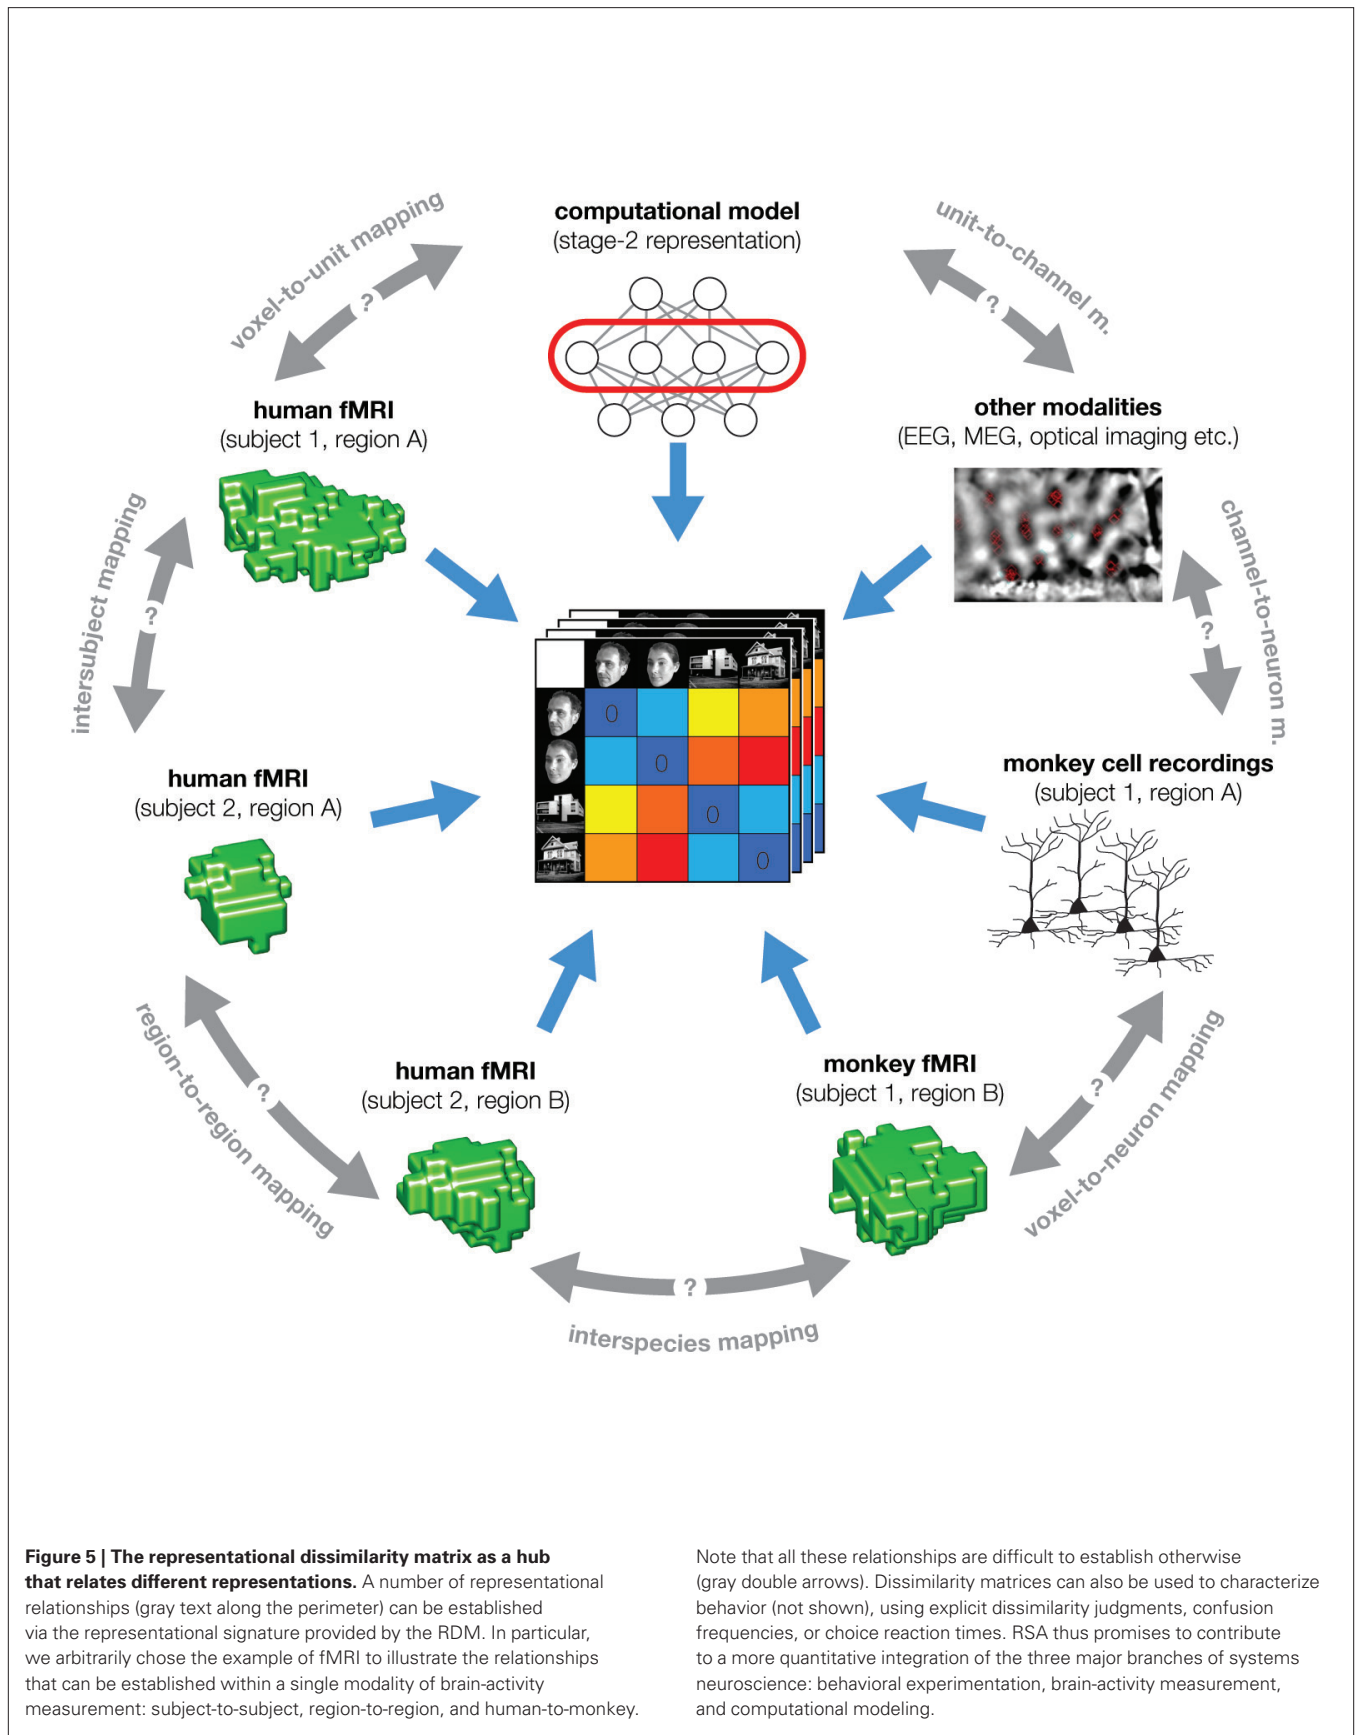 computational model
(stage-2 representation)
voxel-to-unit mapping
?
unit-to-channel m.
?
human fMRI
(subject 1, region A)
other modalities
(EEG, MEG, optical imaging etc.)
intersubject mapping
?
channel-to-neuron m.
?
0
0
0
0
human fMRI
(subject 2, region A)
monkey cell recordings
(subject 1, region A)
region-to-region mapping
?
human fMRI
(subject 2, region B)
monkey fMRI
(subject 1, region B)
voxel-to-neuron mapping
?
?
interspecies mapping
Figure 5 | The representational dissimilarity matrix as a hub
that relates different representations. A number of representational
relationships (gray text along the perimeter) can be established
via the representational signature provided by the RDM. In particular,
we arbitrarily chose the example of fMRI to illustrate the relationships
that can be established within a single modality of brain-activity
measurement: subject-to-subject, region-to-region, and human-to-monkey.
Note that all these relationships are difficult to establish otherwise
(gray double arrows). Dissimilarity matrices can also be used to characterize
behavior (not shown), using explicit dissimilarity judgments, confusion
frequencies, or choice reaction times. RSA thus promises to contribute
to a more quantitative integration of the three major branches of systems
neuroscience: behavioral experimentation, brain-activity measurement,
and computational modeling.